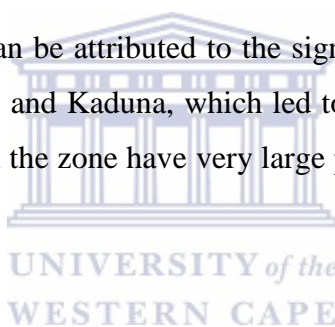 an be attributed to the sign
and Kaduna, which led to
the zone have very large
UNIVERSITY of the
WESTERN CAPE